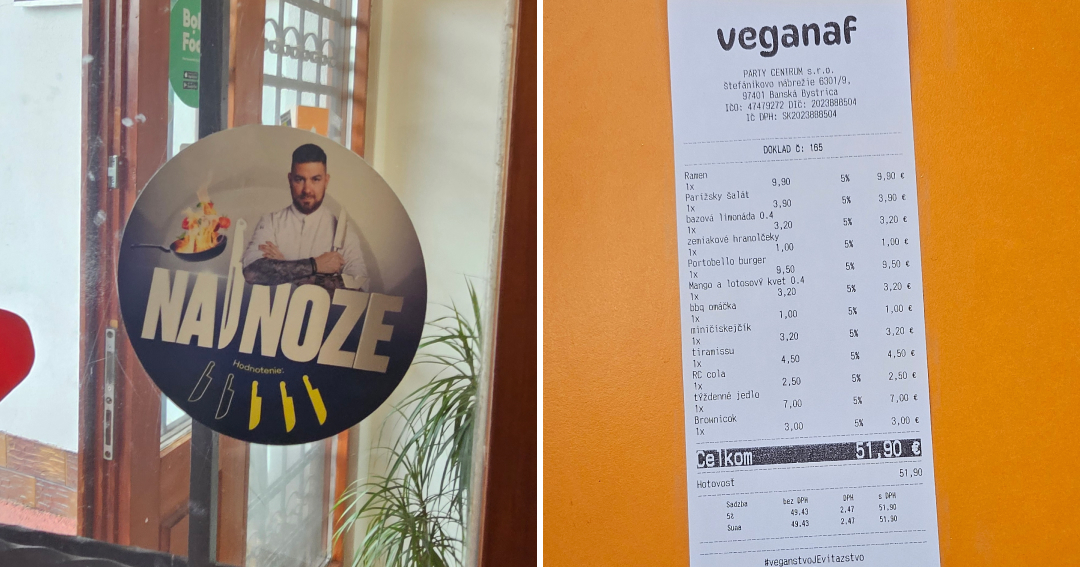 Bol
Foo
NA NOZE
Hodnotenie:
veganaf
PARTY CENTRUM s.r.o.
Štefánikovo nábrežie 6301/9,
97401 Banská Bystrica
IČO: 47479272 DIČ: 2023888504
IČ DPH: SK2023888504
DOKLAD Č: 165
Ramen
1x 9,90 5% 9,90 €
Parížsky šalát
1x 3,90 5% 3,90 €
bazová limonáda 0.4
1x 3,20 5% 3,20 €
zemiakové hranolčeky
1x 1,00 5% 1,00 €
Portobello burger
1x 9,50 5% 9,50 €
Mango a lotosový kvet 0.4
1x 3,20 5% 3,20 €
bbq omáčka
1x 1,00 5% 1,00 €
miničiskejčik
1x 3,20 5% 3,20 €
tiramissu
1x 4,50 5% 4,50 €
RC cola
1x 2,50 5% 2,50 €
týždenné jedlo
1x 7,00 5% 7,00 €
Brownicok
1x 3,00 5% 3,00 €
Celkom 51,90 €
Hotovosť 51,90
Sadzba bez DPH DPH s DPH
5% 49.43 2.47 51.90
Suma 49.43 2.47 51.90
#veganstvoJEvitazstvo